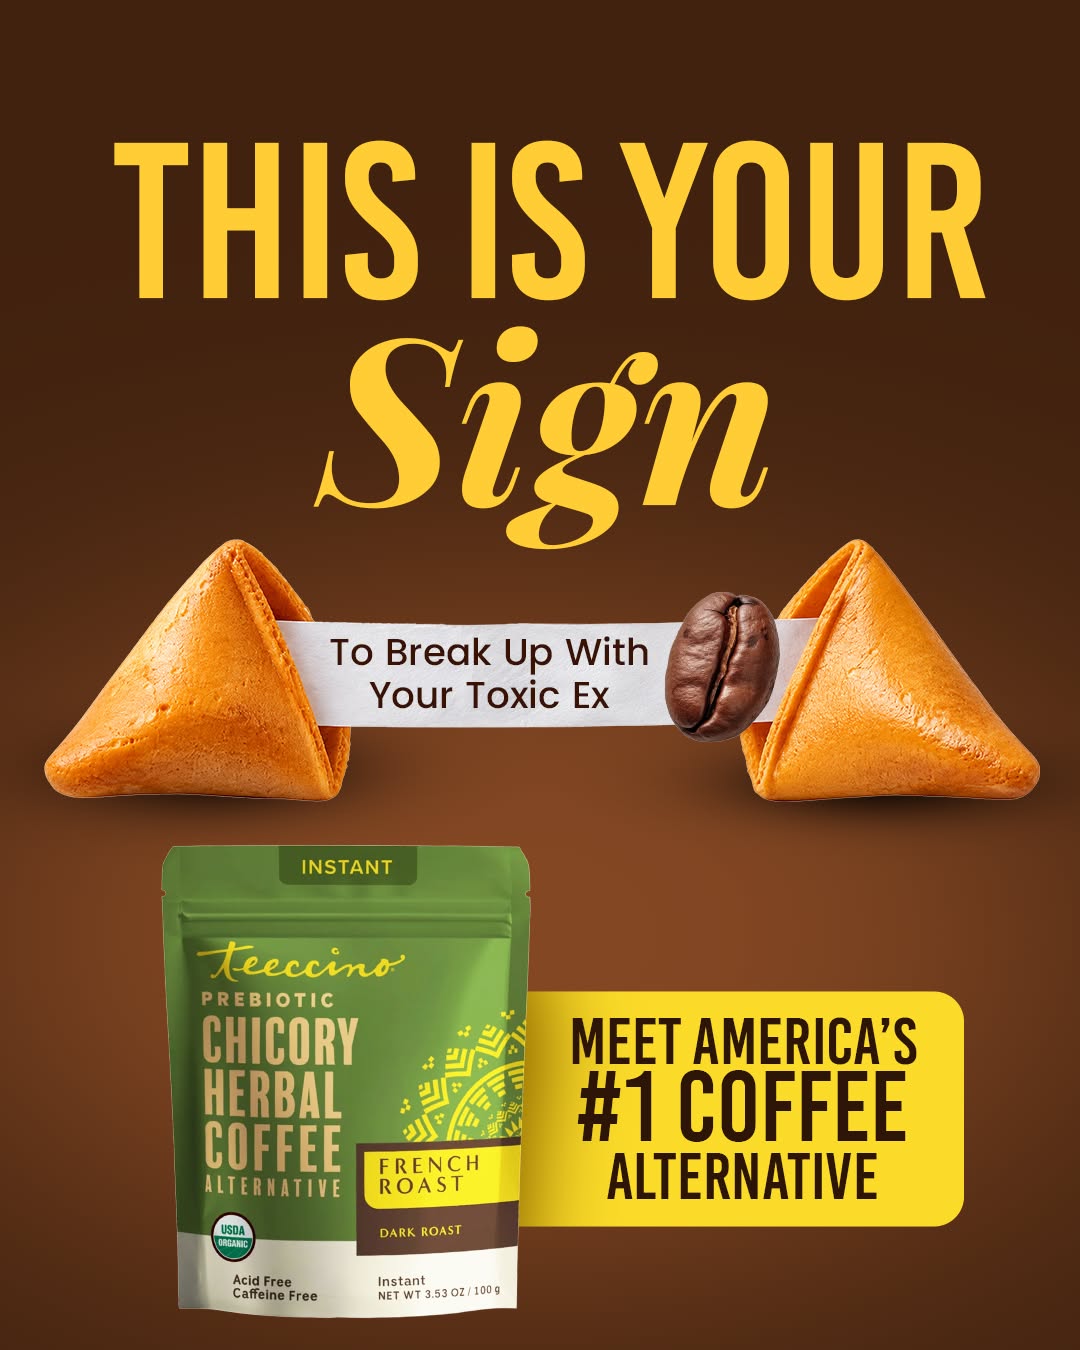 THIS IS YOUR
Sign
To Break Up With
Your Toxic Ex
INSTANT
teeccino
PREBIOTIC
CHICORY
HERBAL
COFFEE
ALTERNATIVE
FRENCH
ROAST
DARK ROAST
USDA
ORGANIC
Acid Free
Caffeine Free
Instant
NET WT 3.53 OZ / 100 g
MEET AMERICA'S
#1 COFFEE
ALTERNATIVE